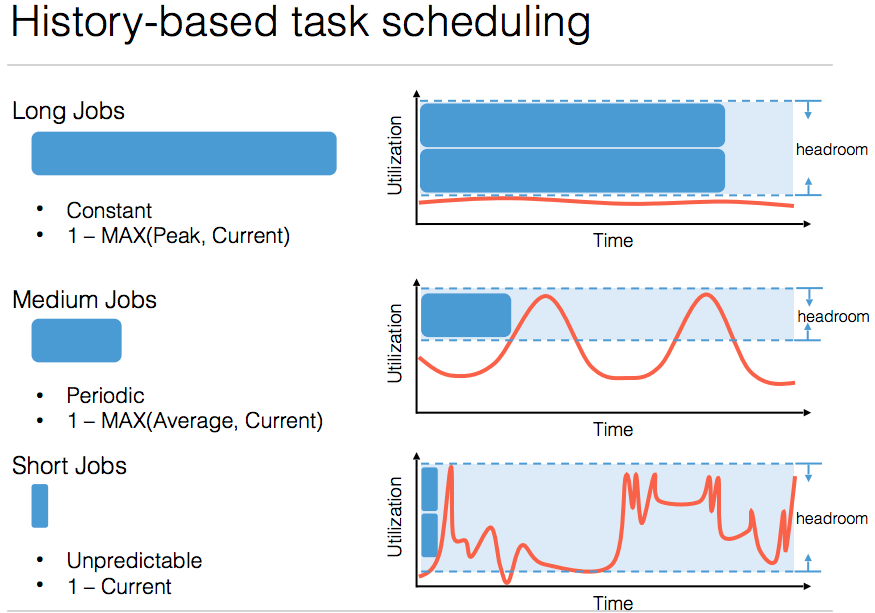 History-based task scheduling
Long Jobs
• Constant
• 1 – MAX(Peak, Current)
Utilization
headroom
Time
Medium Jobs
• Periodic
• 1 – MAX(Average, Current)
Utilization
headroom
Time
Short Jobs
• Unpredictable
• 1 – Current
Utilization
headroom
Time